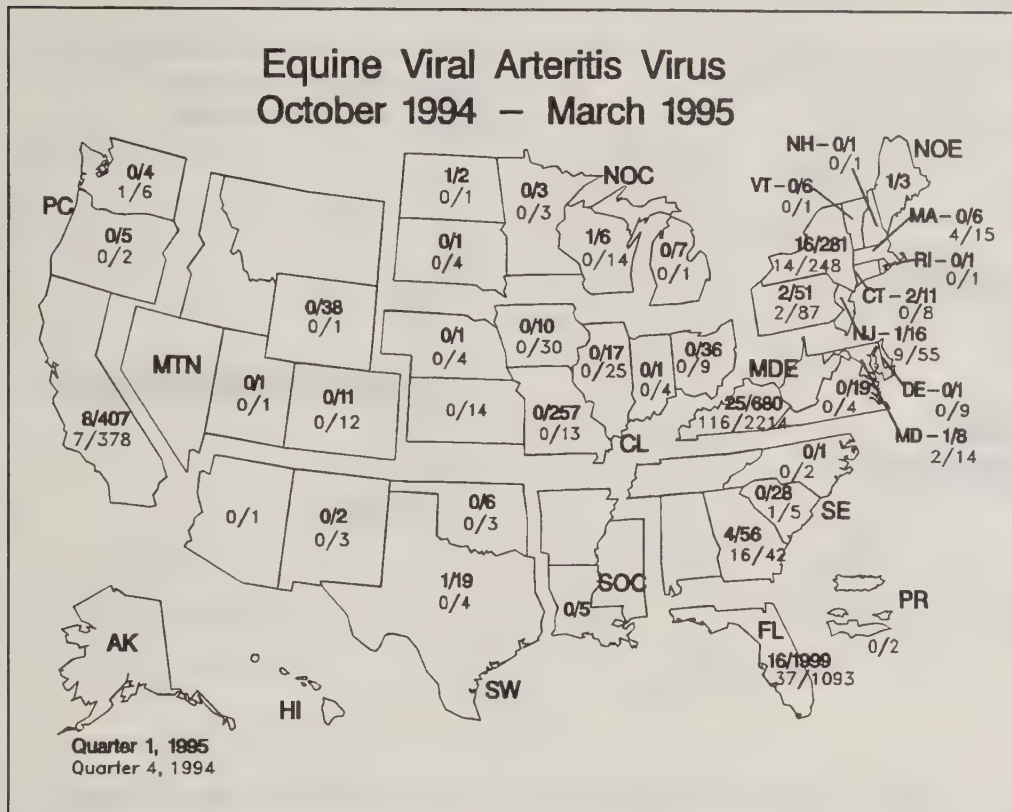 Equine Viral Arteritis Virus
October 1994 – March 1995
NH–0/1
0/1
NOE
VT–0/6
0/1
1/3
MA–0/6
4/15
RI–0/1
0/1
CT–2/11
0/8
NJ–1/16
9/55
DE–0/1
0/9
MD–1/8
2/14
PC
0/4
1/6
0/5
0/2
1/2
0/1
0/1
0/4
0/3
0/3
NOC
1/6
0/14
0/7
0/1
16/281
14/248
2/51
2/87
0/38
0/1
MTN
8/407
7/378
0/1
0/1
0/11
0/12
0/1
0/4
0/14
0/10
0/30
0/257
0/13
0/17
0/25
0/1
0/4
0/36
0/9
CL
MDE
25/680
116/2214
0/19
0/4
0/1
0/2
0/28
1/5
SE
4/56
16/42
0/1
0/2
0/3
0/6
0/3
1/19
0/4
SW
SOC
0/5
FL
16/1999
37/1093
PR
0/2
AK
HI
Quarter 1, 1995
Quarter 4, 1994